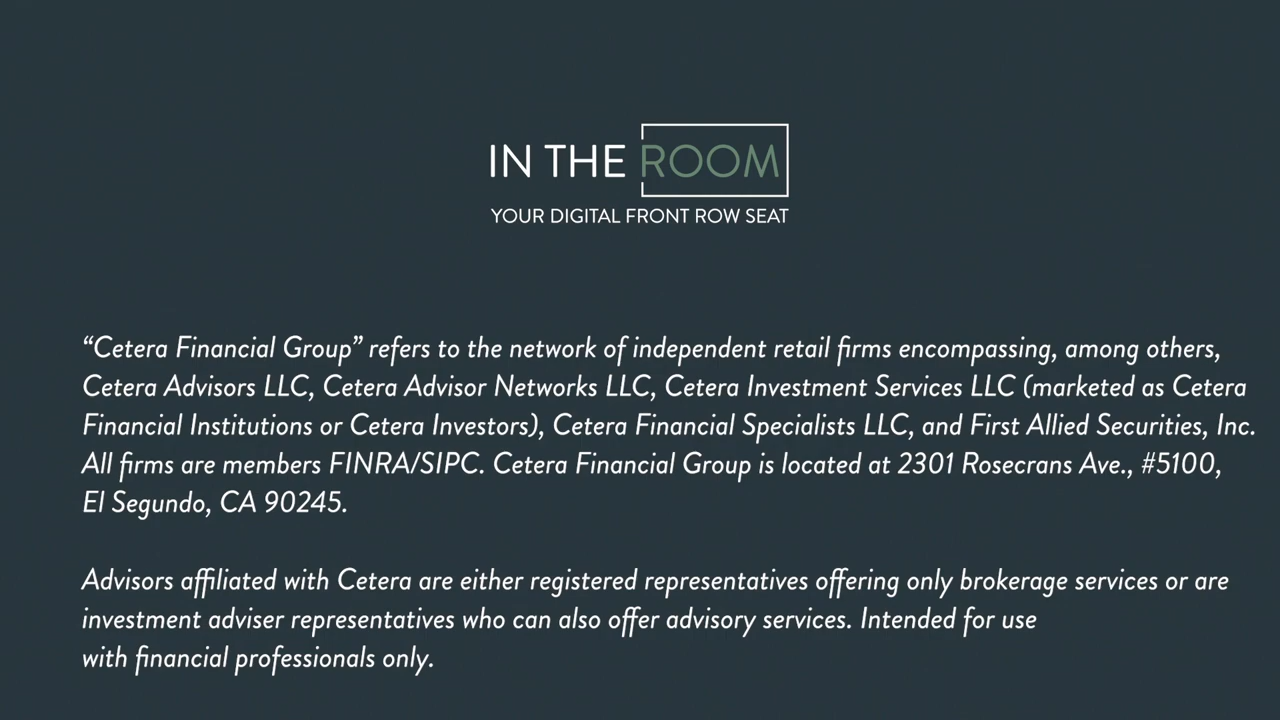 IN THE ROOM
YOUR DIGITAL FRONT ROW SEAT
“Cetera Financial Group” refers to the network of independent retail firms encompassing, among others,
Cetera Advisors LLC, Cetera Advisor Networks LLC, Cetera Investment Services LLC (marketed as Cetera
Financial Institutions or Cetera Investors), Cetera Financial Specialists LLC, and First Allied Securities, Inc.
All firms are members FINRA/SIPC. Cetera Financial Group is located at 2301 Rosecrans Ave., #5100,
El Segundo, CA 90245.
Advisors affiliated with Cetera are either registered representatives offering only brokerage services or are
investment adviser representatives who can also offer advisory services. Intended for use
with financial professionals only.